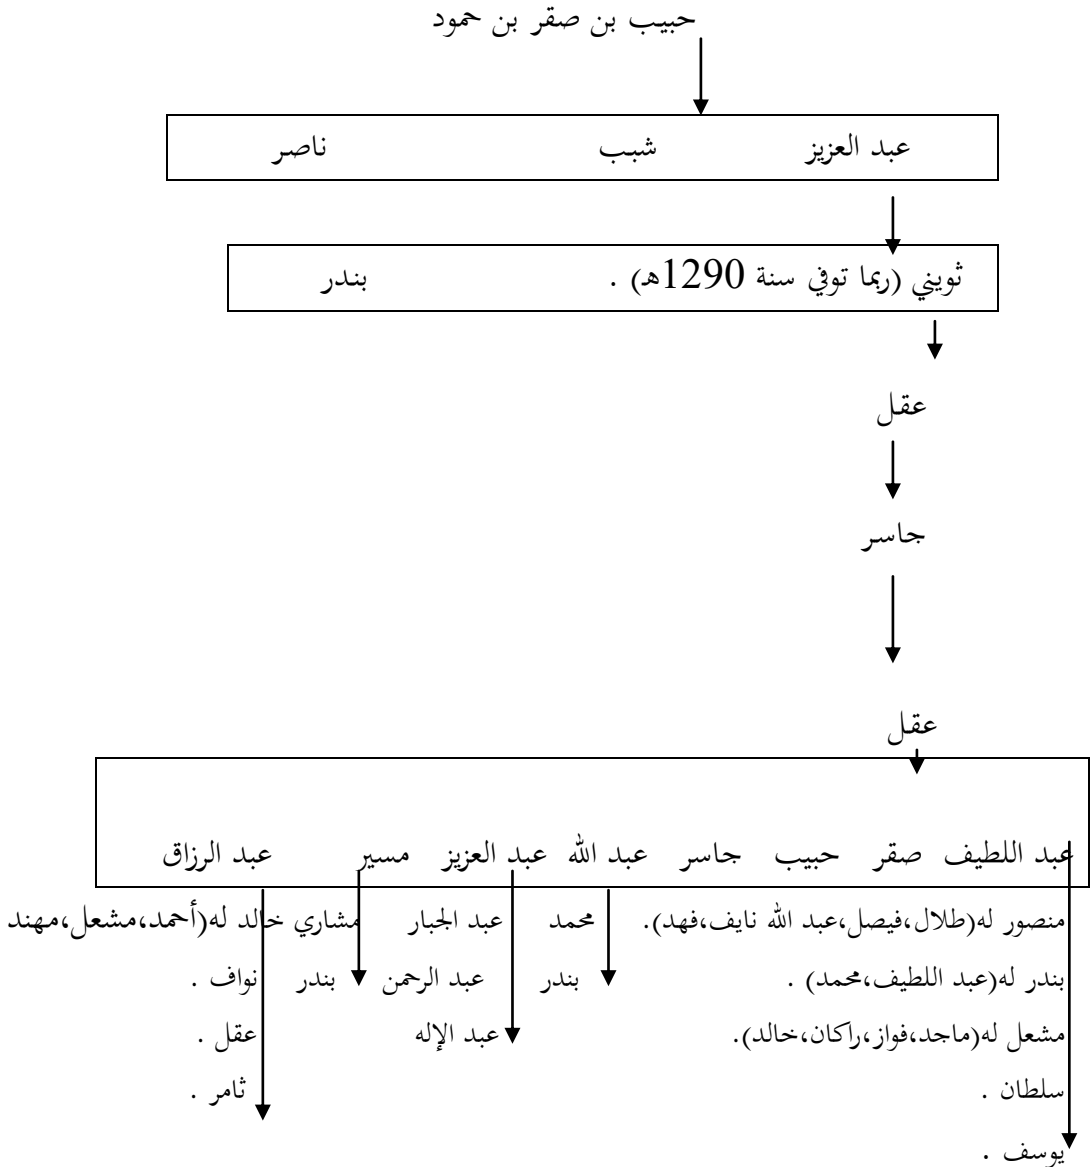 حبيب بن صقر بن حمود
عبد العزيز شبب ناصر
ثويني (ربما توفي سنة 1290هـ) . بندر
عقل
جاسر
عقل
عبد اللطيف صقر حبيب جاسر عبد الله عبد العزيز مسير عبد الرزاق
منصور له(طلال،فيصل،عبد الله نايف،فهد). محمد عبد الجبار مشاري خالد له(أحمد،مشعل،مهند
بندر له(عبد اللطيف،محمد) . بندر عبد الرحمن بندر نواف .
مشعل له(ماجد،فواز،راكان،خالد). عبد الإله عقل .
سلطان . ثامر .
يوسف .